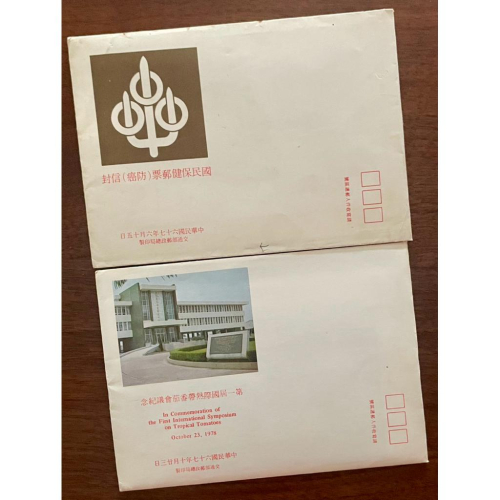 封信(癌防)票郵健保民國
日五十月六年七十六國民華中
製印局總政郵部通交
念紀議會茄番帶熱際國屆一第
In Commemoration of
the First International Symposium
on Tropical Tomatoes
October 23, 1978
日三廿月十年七十六國民華中
製印局總政郵部通交